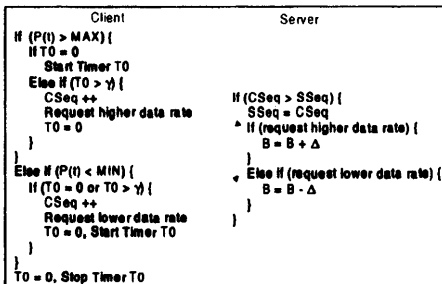 Client
If (P(t) > MAX) {
If T0 = 0
Start Timer T0
Else if (T0 > γ) {
CSeq ++
Request higher data rate
T0 = 0
}
}
Else if (P(t) < MIN) {
If (T0 = 0 or T0 > γ) {
CSeq ++
Request lower data rate
T0 = 0, Start Timer T0
}
}
T0 = 0, Stop Timer T0
Server
If (CSeq > SSeq) {
SSeq = CSeq
If (request higher data rate) {
B = B + Δ
}
Else if (request lower data rate) {
B = B - Δ
}
}